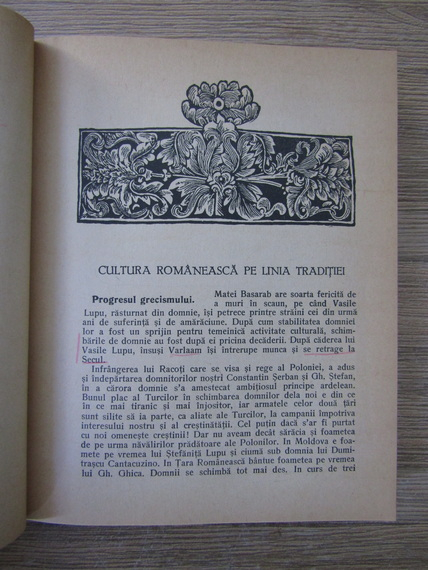 CULTURA ROMÂNEASCĂ PE LINIA TRADIȚIEI
Progresul grecismului. Matei Basarab are soarta fericită de
a muri în scaun, pe când Vasile
Lupu, răsturnat din domnie, își petrece printre străini cei din urmă
ani de suferință și de amărăciune. După cum stabilitatea domniei
lor a fost un sprijin pentru temeinica activitate culturală, schim-
bările de domnie au fost după ei pricina decăderii. După căderea lui
Vasile Lupu, însuși Varlaam își întrerupe munca și se retrage la
Secul.
Infrângerea lui Racoți care se visa și rege al Poloniei, a adus
și îndepărtarea domnitorilor noștri Constantin Șerban și Gh. Ștefan,
în a cărora domnie s'a amestecat ambițiosul principe ardelean.
Bunul plac al Turcilor în schimbarea domnilor dela noi e din ce
în ce mai tiranic și mai înjositor, iar armatele celor două țări
sunt silite să ia parte, ca aliate ale Turcilor, la campanii împotriva
interesului nostru și al creștinătății. Cel puțin dacă s'ar fi purtat
cu noi omenește creștinii! Dar nu aveam decât sărăcia și foametea
de pe urma năvălirilor prădătoare ale Polonilor. In Moldova e foa-
mete pe vremea lui Ștefăniță Lupu și ciumă sub domnia lui Dumi-
trașcu Cantacuzino. In Țara Românească bântue foametea pe vremea
lui Gh. Ghica. Domnii se schimbă tot mai des. In curs de trei